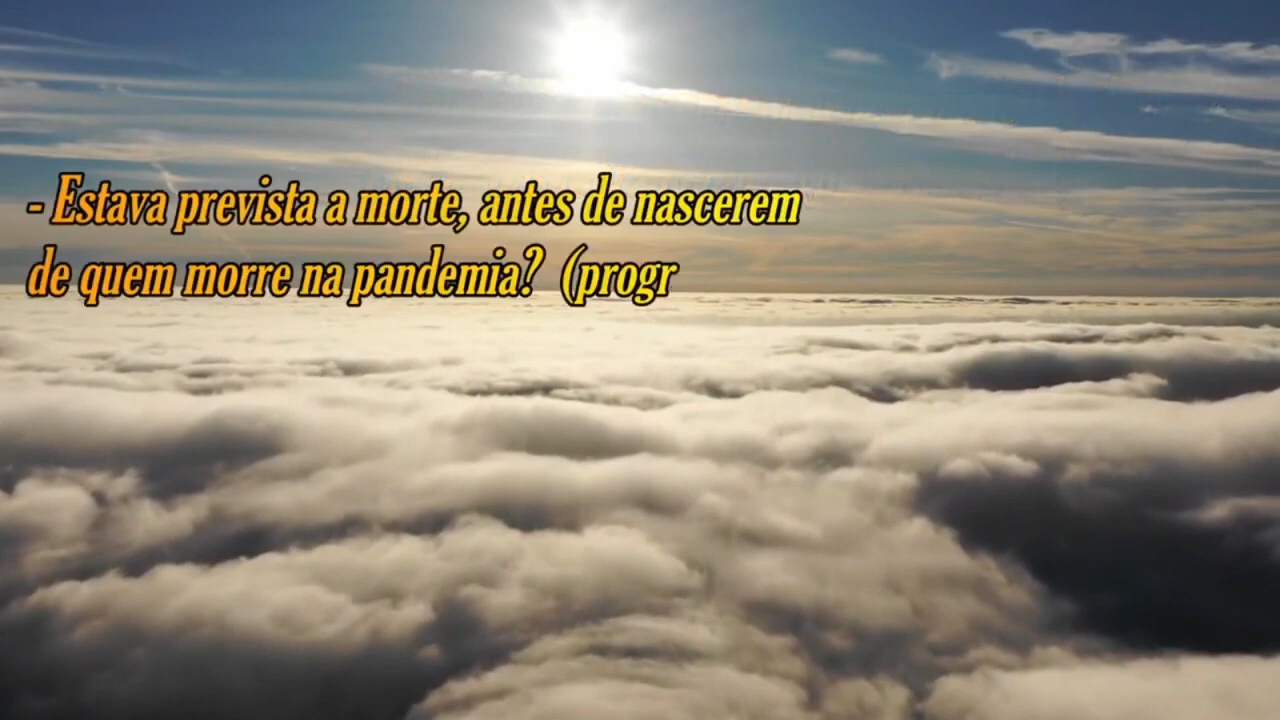 - Estava prevista a morte, antes de nascerem
de quem morre na pandemia? (progr